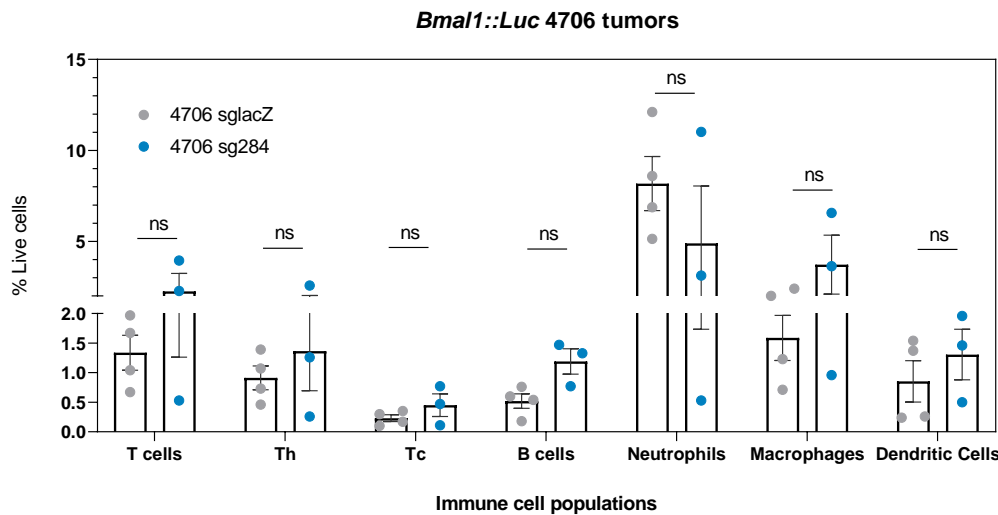 Bmal1::Luc 4706 tumors
15
10
5
2.0
1.5
1.0
0.5
0.0
% Live cells
4706 sglacZ
4706 sg284
ns
ns
ns
ns
ns
ns
ns
T cells
Th
Tc
B cells
Neutrophils
Macrophages
Dendritic Cells
Immune cell populations